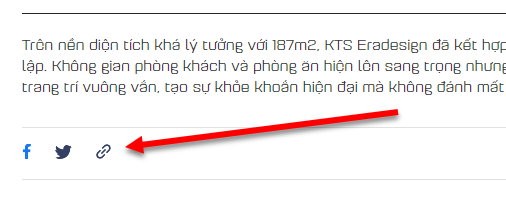 Trên nền diện tích khá lý tưởng với 187m2, KTS Eradesign đã kết hợp
lập. Không gian phòng khách và phòng ăn hiện lên sang trọng nhưng
trang trí vuông vắn, tạo sự khỏe khoắn hiện đại mà không đánh mất